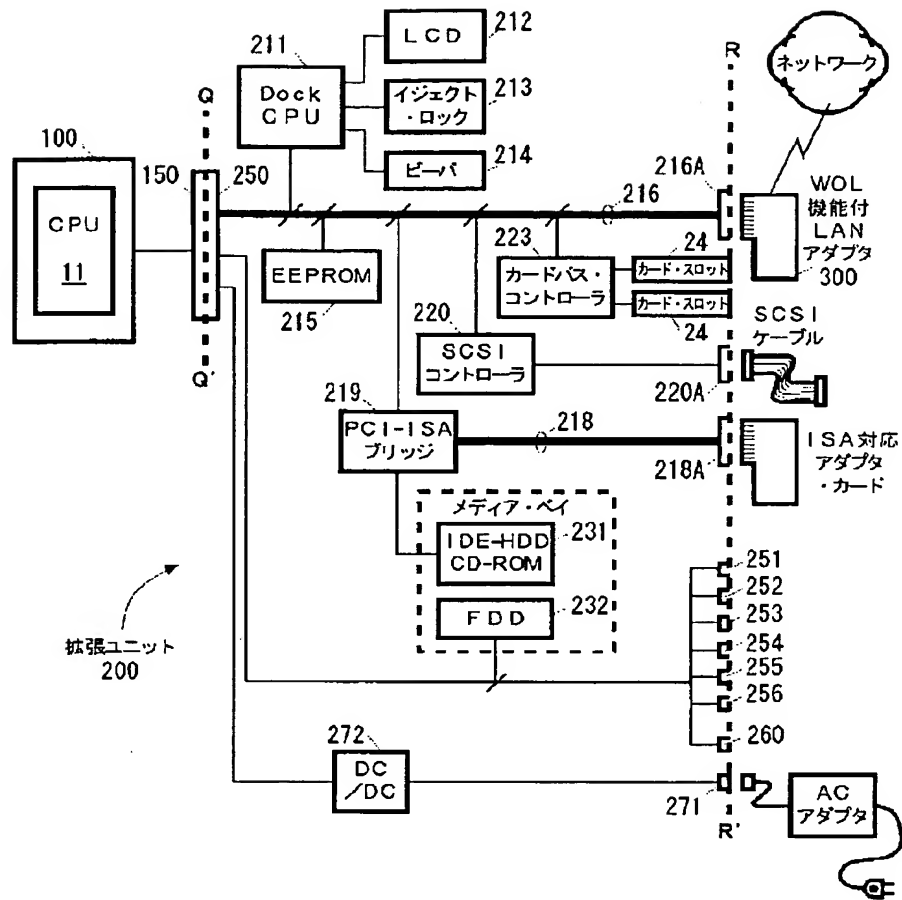 LCD
212
211
R
ネットワーク
Dock
CPU
イジェクト
・ロック
213
Q
ビーパ
214
100
150
250
216A
CPU
11
216
WOL
機能付
LAN
アダプタ
300
EEPROM
215
223
カードバス・
コントローラ
24
カード・スロット
カード・スロット
24
220
SCSI
コントローラ
SCSI
ケーブル
Q'
220A
219
PCI-ISA
ブリッジ
218
218A
ISA対応
アダプタ
・カード
メディア・ベイ
IDE-HDD
CD-ROM
231
FDD
232
251
252
253
254
255
256
260
拡張ユニット
200
272
DC
/DC
271
R'
AC
アダプタ